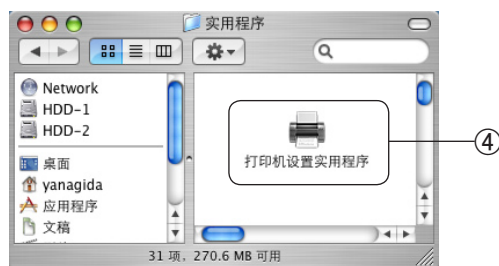 实用程序
Network
HDD-1
HDD-2
桌面
yanagida
应用程序
文稿
打印机设置实用程序
④
31 项，270.6 MB 可用